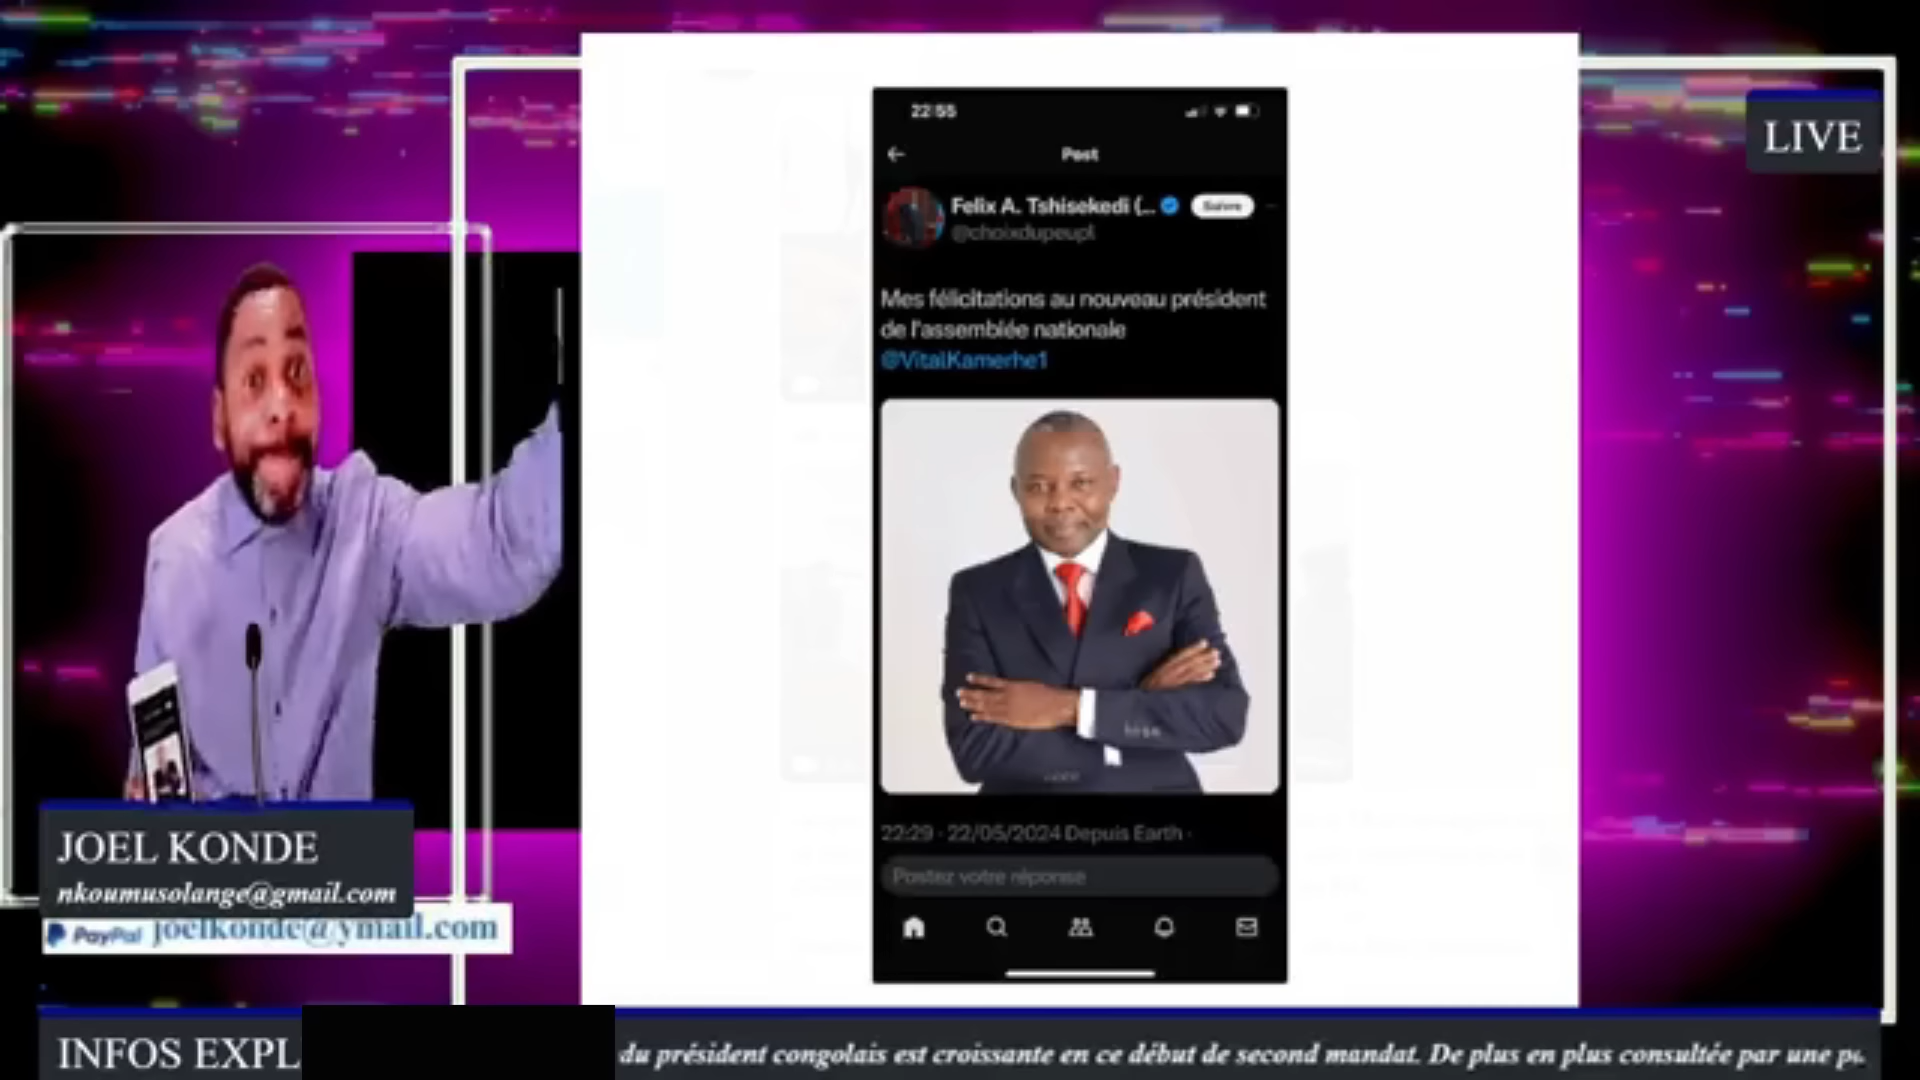 LIVE
22:55
Post
Felix A. Tshisekedi (...
Suivre
@choixdupeupl
Mes félicitations au nouveau président
de l'assemblée nationale
@VitalKamerhe1
22:29 · 22/05/2024 Depuis Earth ·
Postez votre réponse
JOEL KONDE
nkoumusolange@gmail.com
PayPal joelkonde@ymail.com
INFOS EXPL
du président congolais est croissante en ce début de second mandat. De plus en plus consultée par une